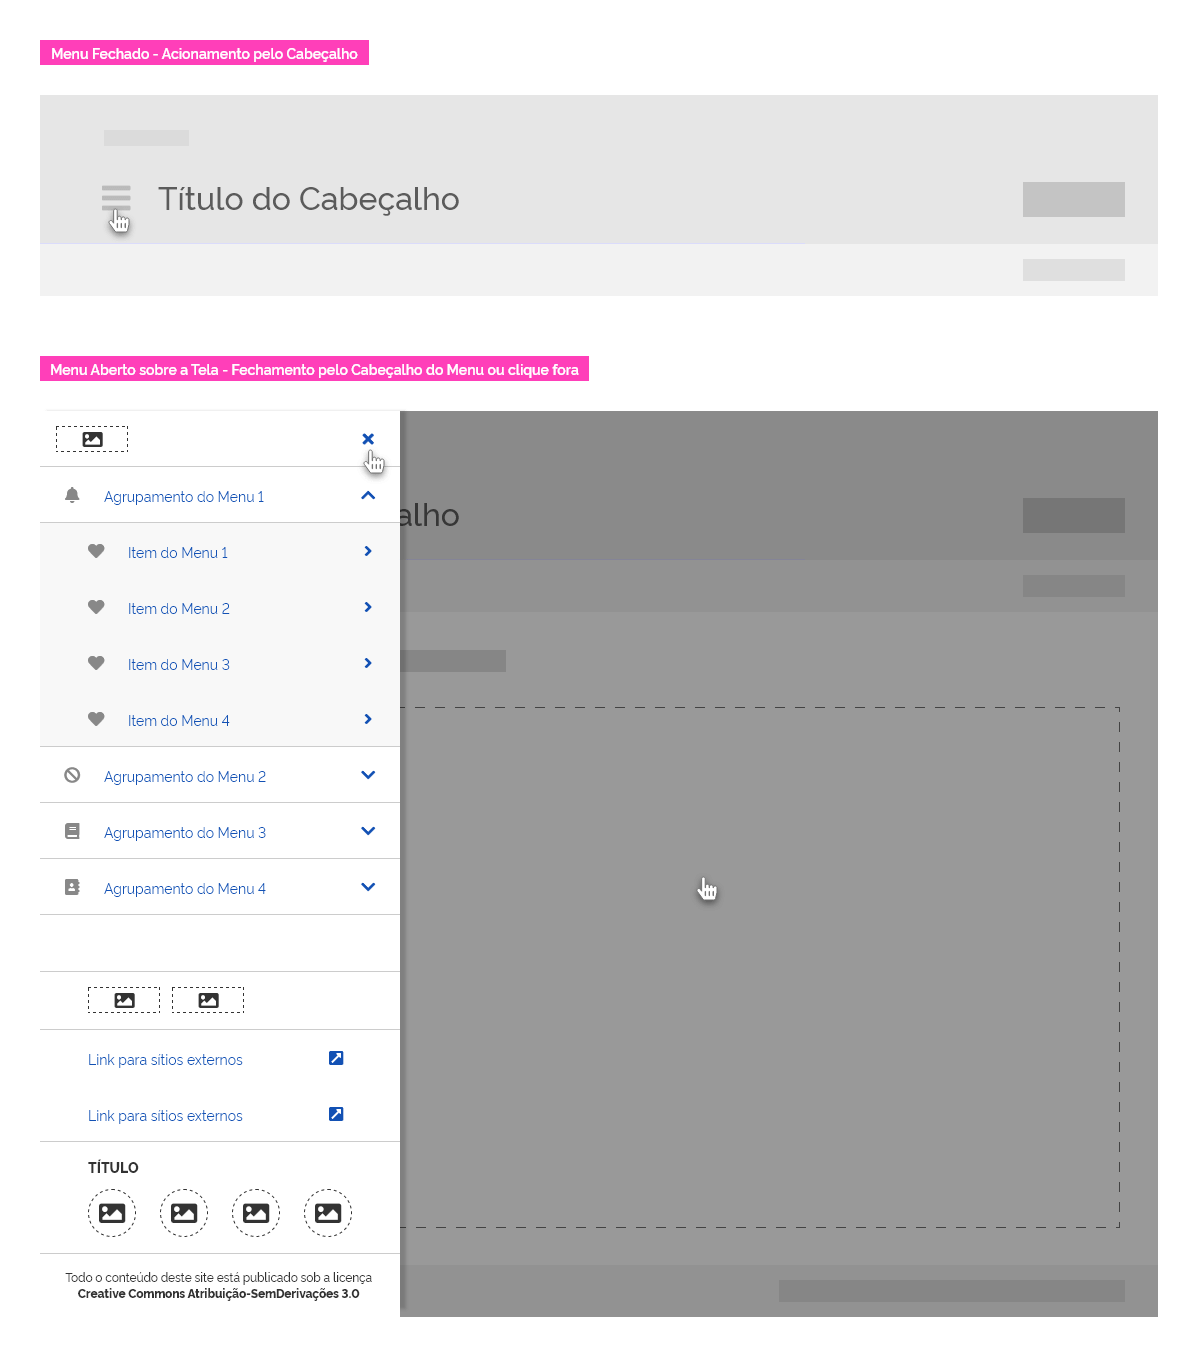 Menu Fechado - Acionamento pelo Cabeçalho
Título do Cabeçalho
Menu Aberto sobre a Tela - Fechamento pelo Cabeçalho do Menu ou clique fora
alho
Agrupamento do Menu 1
Item do Menu 1
Item do Menu 2
Item do Menu 3
Item do Menu 4
Agrupamento do Menu 2
Agrupamento do Menu 3
Agrupamento do Menu 4
Link para sítios externos
Link para sítios externos
TÍTULO
Todo o conteúdo deste site está publicado sob a licença
Creative Commons Atribuição-SemDerivações 3.0